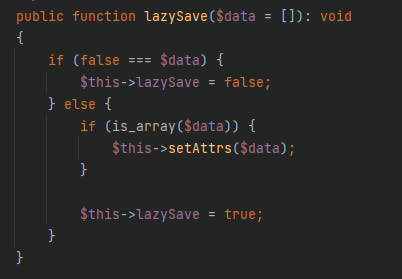 public function lazySave($data = []): void
{
    if (false === $data) {
        $this->lazySave = false;
    } else {
        if (is_array($data)) {
            $this->setAttrs($data);
        }

        $this->lazySave = true;
    }
}